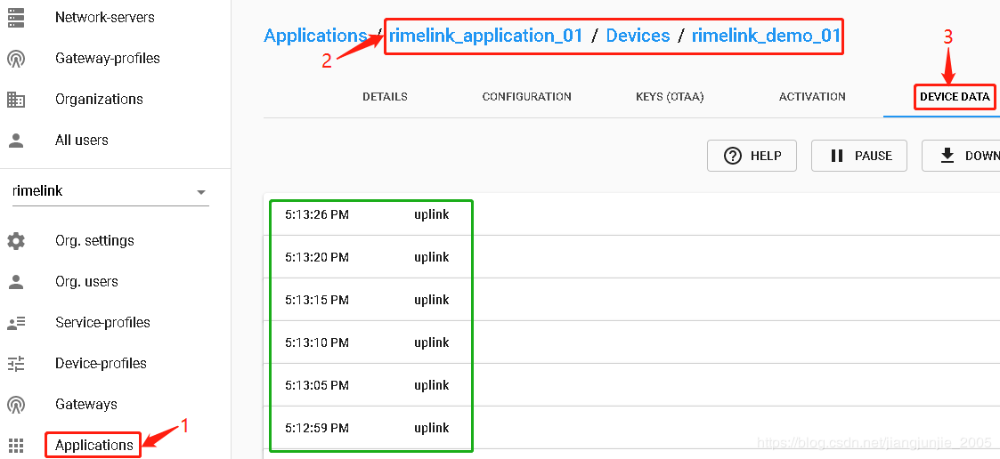 Network-servers
Gateway-profiles
Organizations
All users
rimelink
Org. settings
Org. users
Service-profiles
Device-profiles
Gateways
Applications
1
Applications / rimelink_application_01 / Devices / rimelink_demo_01
2
3
DETAILS CONFIGURATION KEYS (OTAA) ACTIVATION DEVICE DATA
HELP PAUSE DOWN
5:13:26 PM uplink
5:13:20 PM uplink
5:13:15 PM uplink
5:13:10 PM uplink
5:13:05 PM uplink
5:12:59 PM uplink
https://blog.csdn.net/jiangjunjie_2005